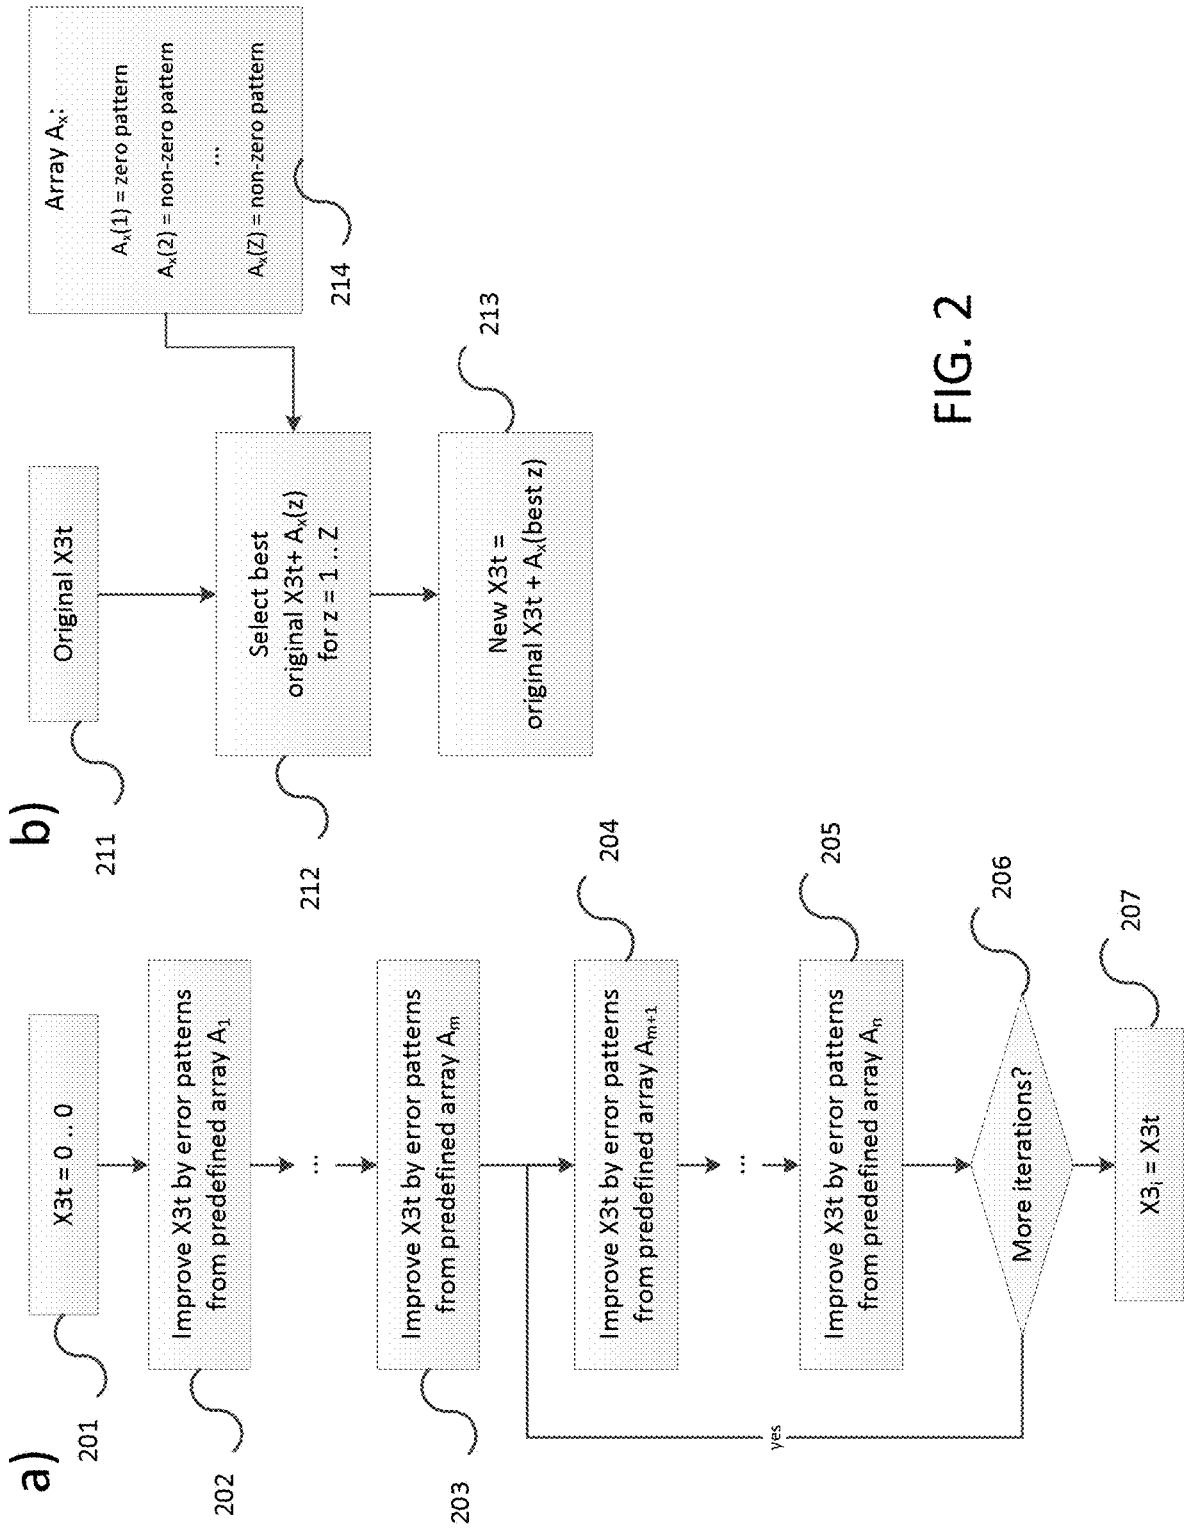 a)
201
X3t = 0 .. 0
202
Improve X3t by error patterns
from predefined array A₁
...
203
Improve X3t by error patterns
from predefined array Aₘ
204
Improve X3t by error patterns
from predefined array Aₘ₊₁
...
205
Improve X3t by error patterns
from predefined array Aₙ
206
More iterations?
yes
207
X3ᵢ = X3t
b)
211
Original X3t
212
Select best
original X3t+ Aₓ(z)
for z = 1 .. Z
213
New X3t =
original X3t + Aₓ(best z)
214
Array Aₓ:
Aₓ(1) = zero pattern
Aₓ(2) = non-zero pattern
...
Aₓ(Z) = non-zero pattern
FIG. 2